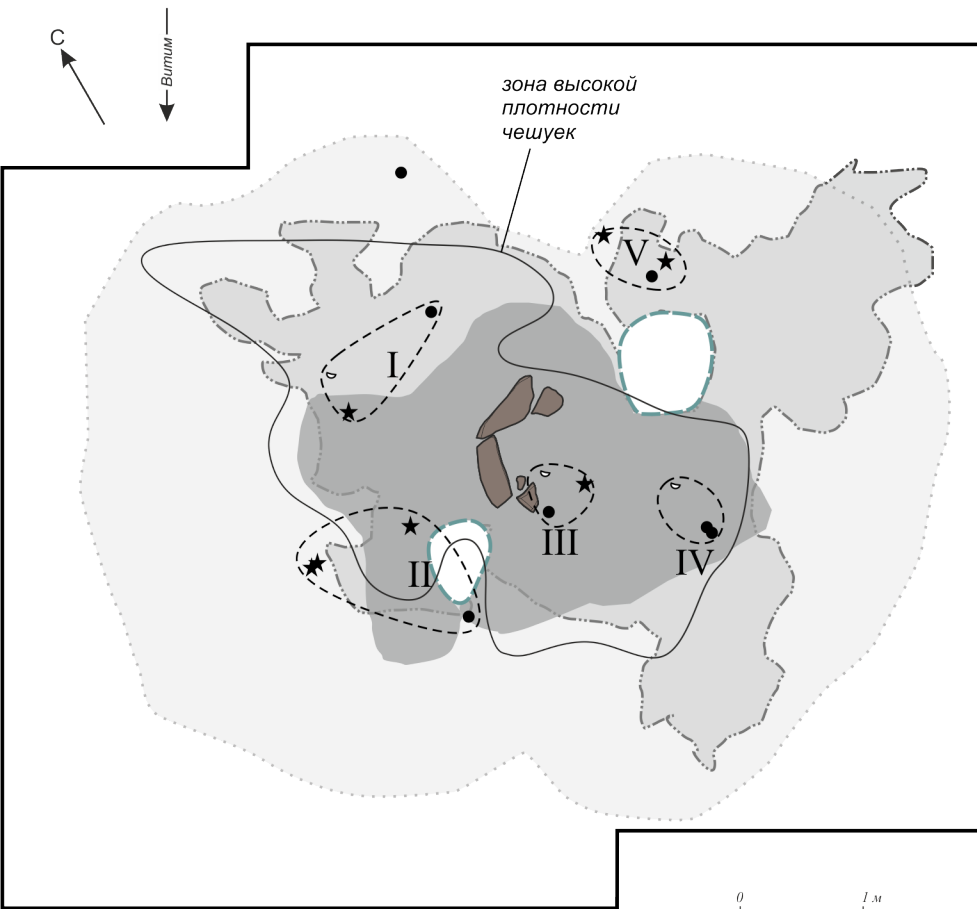 С
Витим
зона высокой
плотности
чешуек
V
I
III
II
IV
0
1 м